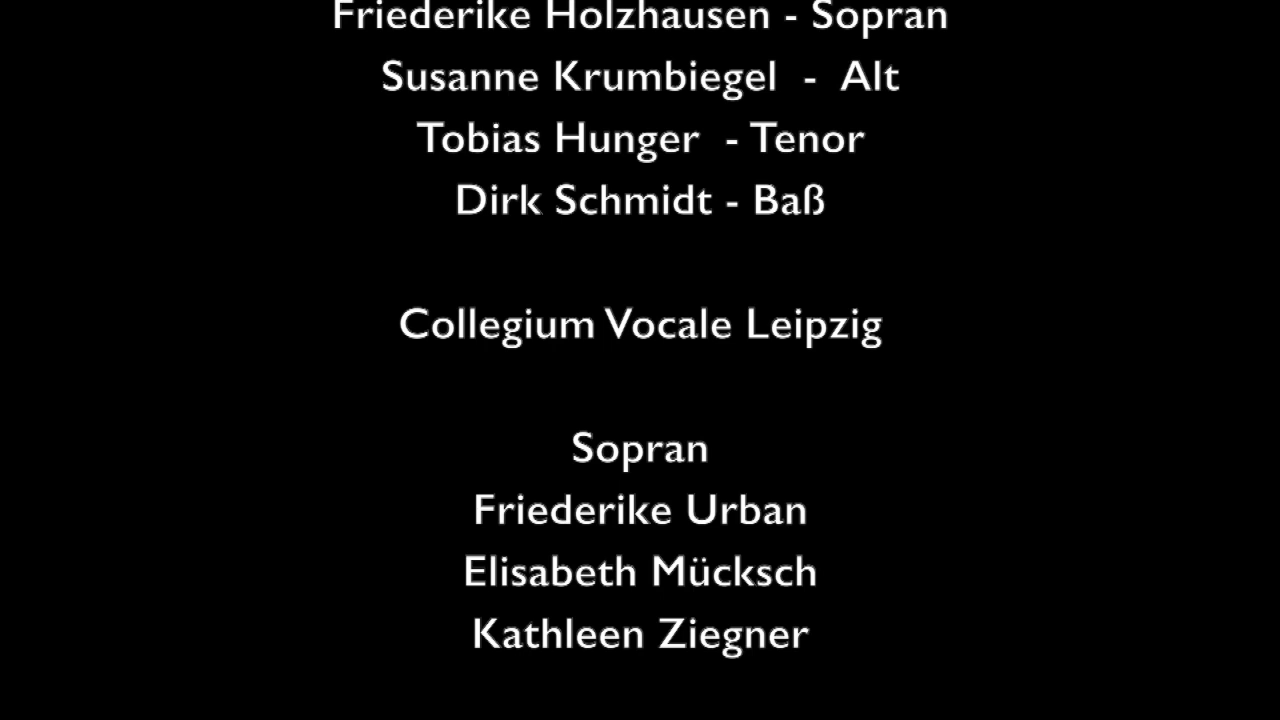 Friederike Holzhausen - Sopran
Susanne Krumbiegel - Alt
Tobias Hunger - Tenor
Dirk Schmidt - Baß
Collegium Vocale Leipzig
Sopran
Friederike Urban
Elisabeth Mücksch
Kathleen Ziegner